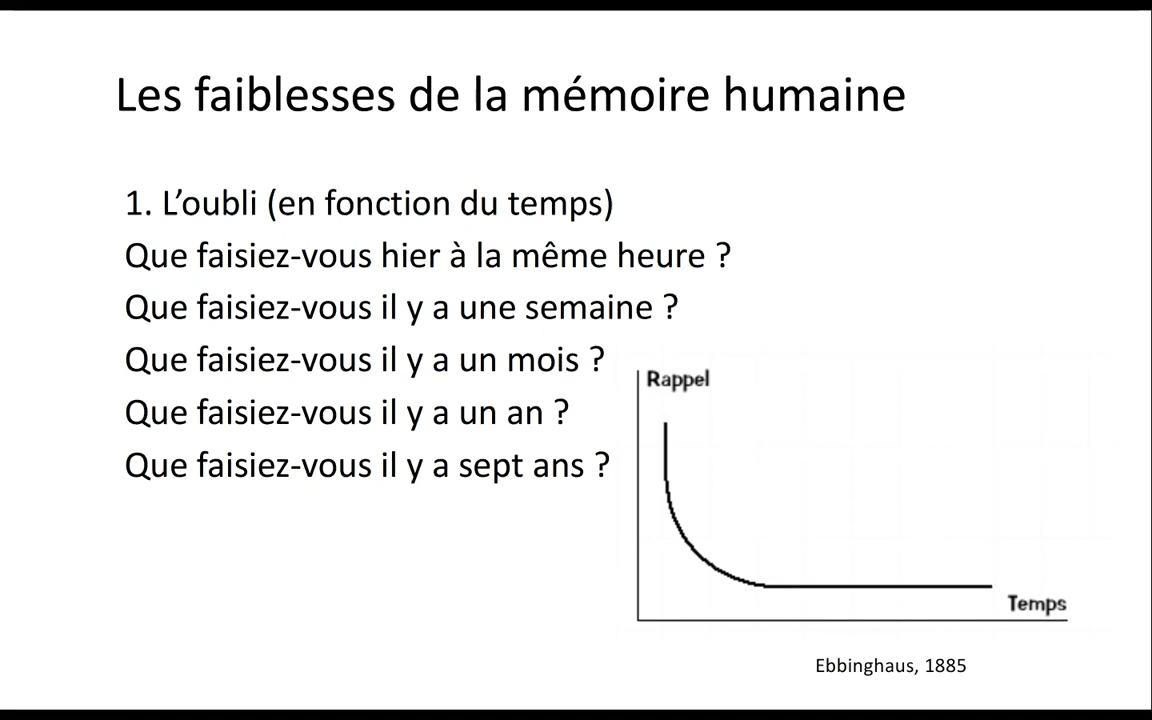 Les faiblesses de la mémoire humaine
1. L’oubli (en fonction du temps)
Que faisiez-vous hier à la même heure ?
Que faisiez-vous il y a une semaine ?
Que faisiez-vous il y a un mois ?
Que faisiez-vous il y a un an ?
Que faisiez-vous il y a sept ans ?
Rappel
Temps
Ebbinghaus, 1885